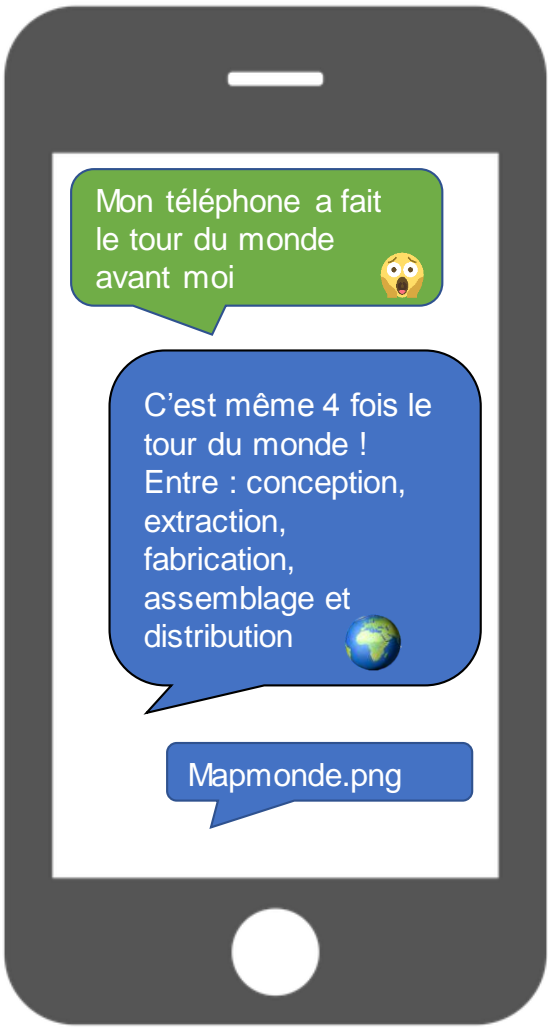 Mon téléphone a fait
le tour du monde
avant moi
C’est même 4 fois le
tour du monde !
Entre : conception,
extraction,
fabrication,
assemblage et
distribution
Mapmonde.png